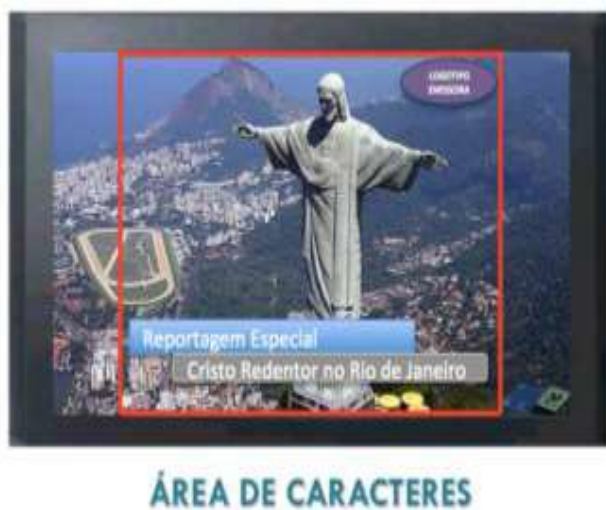 LOGOTIPO
EMISSORA
Reportagem Especial
Cristo Redentor no Rio de Janeiro
ÁREA DE CARACTERES